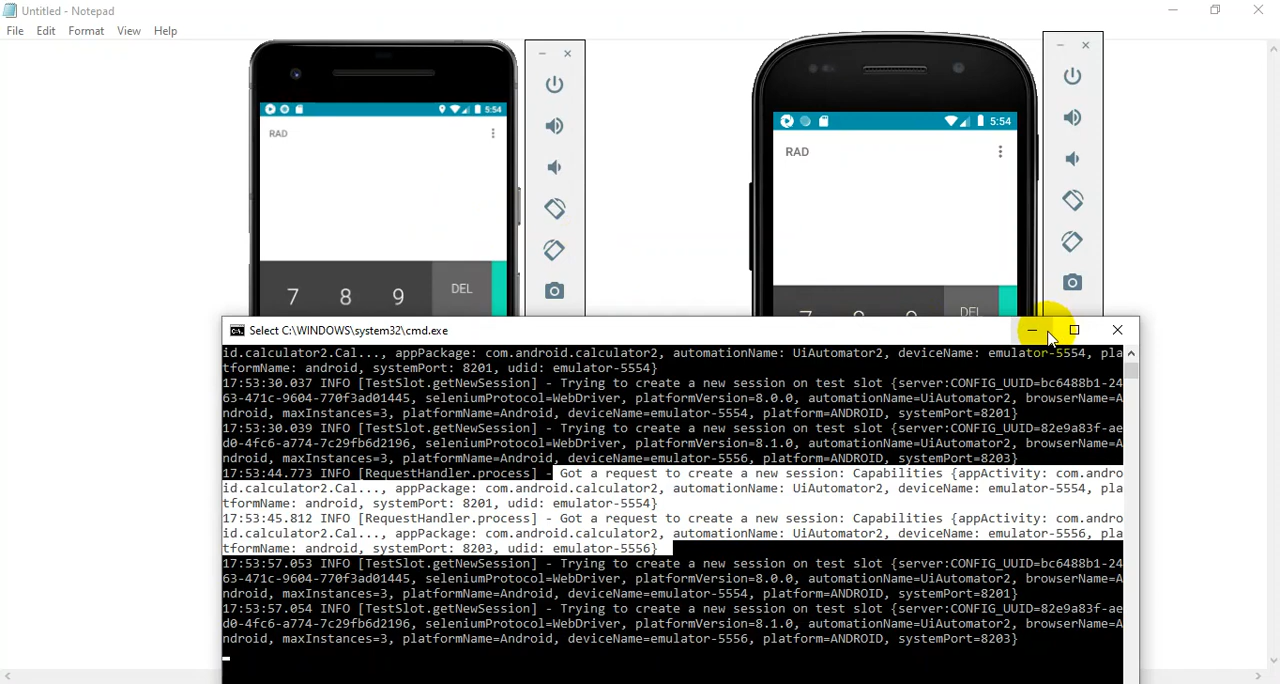 Untitled - Notepad
File Edit Format View Help
5:54
5:54
RAD
RAD
7 8 9 DEL
7 8 9 DEL
Select C:\WINDOWS\system32\cmd.exe
id.calculator2.Cal..., appPackage: com.android.calculator2, automationName: UiAutomator2, deviceName: emulator-5554, pla
tformName: android, systemPort: 8201, udid: emulator-5554}
17:53:30.037 INFO [TestSlot.getNewSession] - Trying to create a new session on test slot {server:CONFIG_UUID=bc6488b1-24
63-471c-9604-770f3ad01445, seleniumProtocol=WebDriver, platformVersion=8.0.0, automationName=UiAutomator2, browserName=A
ndroid, maxInstances=3, platformName=Android, deviceName=emulator-5554, platform=ANDROID, systemPort=8201}
17:53:30.039 INFO [TestSlot.getNewSession] - Trying to create a new session on test slot {server:CONFIG_UUID=82e9a83f-ae
d0-4fc6-a774-7c29fb6d2196, seleniumProtocol=WebDriver, platformVersion=8.1.0, automationName=UiAutomator2, browserName=A
ndroid, maxInstances=3, platformName=Android, deviceName=emulator-5556, platform=ANDROID, systemPort=8203}
17:53:44.773 INFO [RequestHandler.process] - Got a request to create a new session: Capabilities {appActivity: com.andro
id.calculator2.Cal..., appPackage: com.android.calculator2, automationName: UiAutomator2, deviceName: emulator-5554, pla
tformName: android, systemPort: 8201, udid: emulator-5554}
17:53:45.812 INFO [RequestHandler.process] - Got a request to create a new session: Capabilities {appActivity: com.andro
id.calculator2.Cal..., appPackage: com.android.calculator2, automationName: UiAutomator2, deviceName: emulator-5556, pla
tformName: android, systemPort: 8203, udid: emulator-5556}
17:53:57.053 INFO [TestSlot.getNewSession] - Trying to create a new session on test slot {server:CONFIG_UUID=bc6488b1-24
63-471c-9604-770f3ad01445, seleniumProtocol=WebDriver, platformVersion=8.0.0, automationName=UiAutomator2, browserName=A
ndroid, maxInstances=3, platformName=Android, deviceName=emulator-5554, platform=ANDROID, systemPort=8201}
17:53:57.054 INFO [TestSlot.getNewSession] - Trying to create a new session on test slot {server:CONFIG_UUID=82e9a83f-ae
d0-4fc6-a774-7c29fb6d2196, seleniumProtocol=WebDriver, platformVersion=8.1.0, automationName=UiAutomator2, browserName=A
ndroid, maxInstances=3, platformName=Android, deviceName=emulator-5556, platform=ANDROID, systemPort=8203}